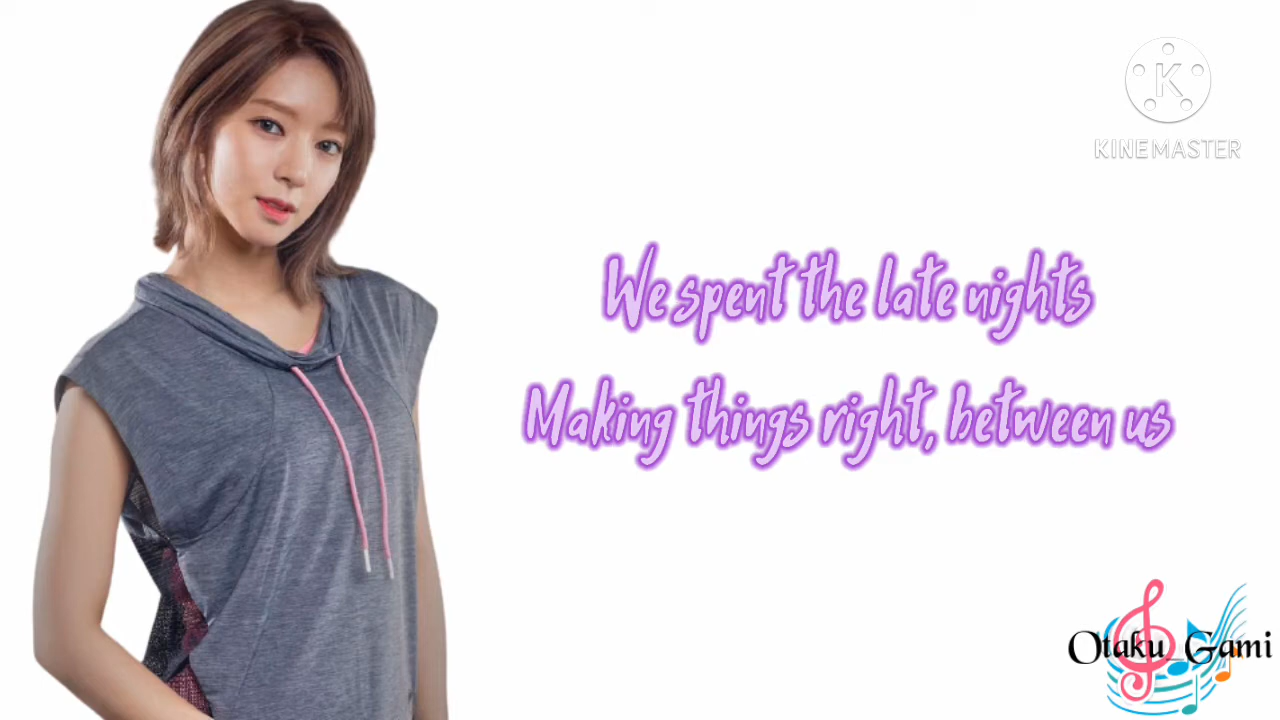 K
KINEMASTER
We spent the late nights
Making things right, between us
Otaku Gami